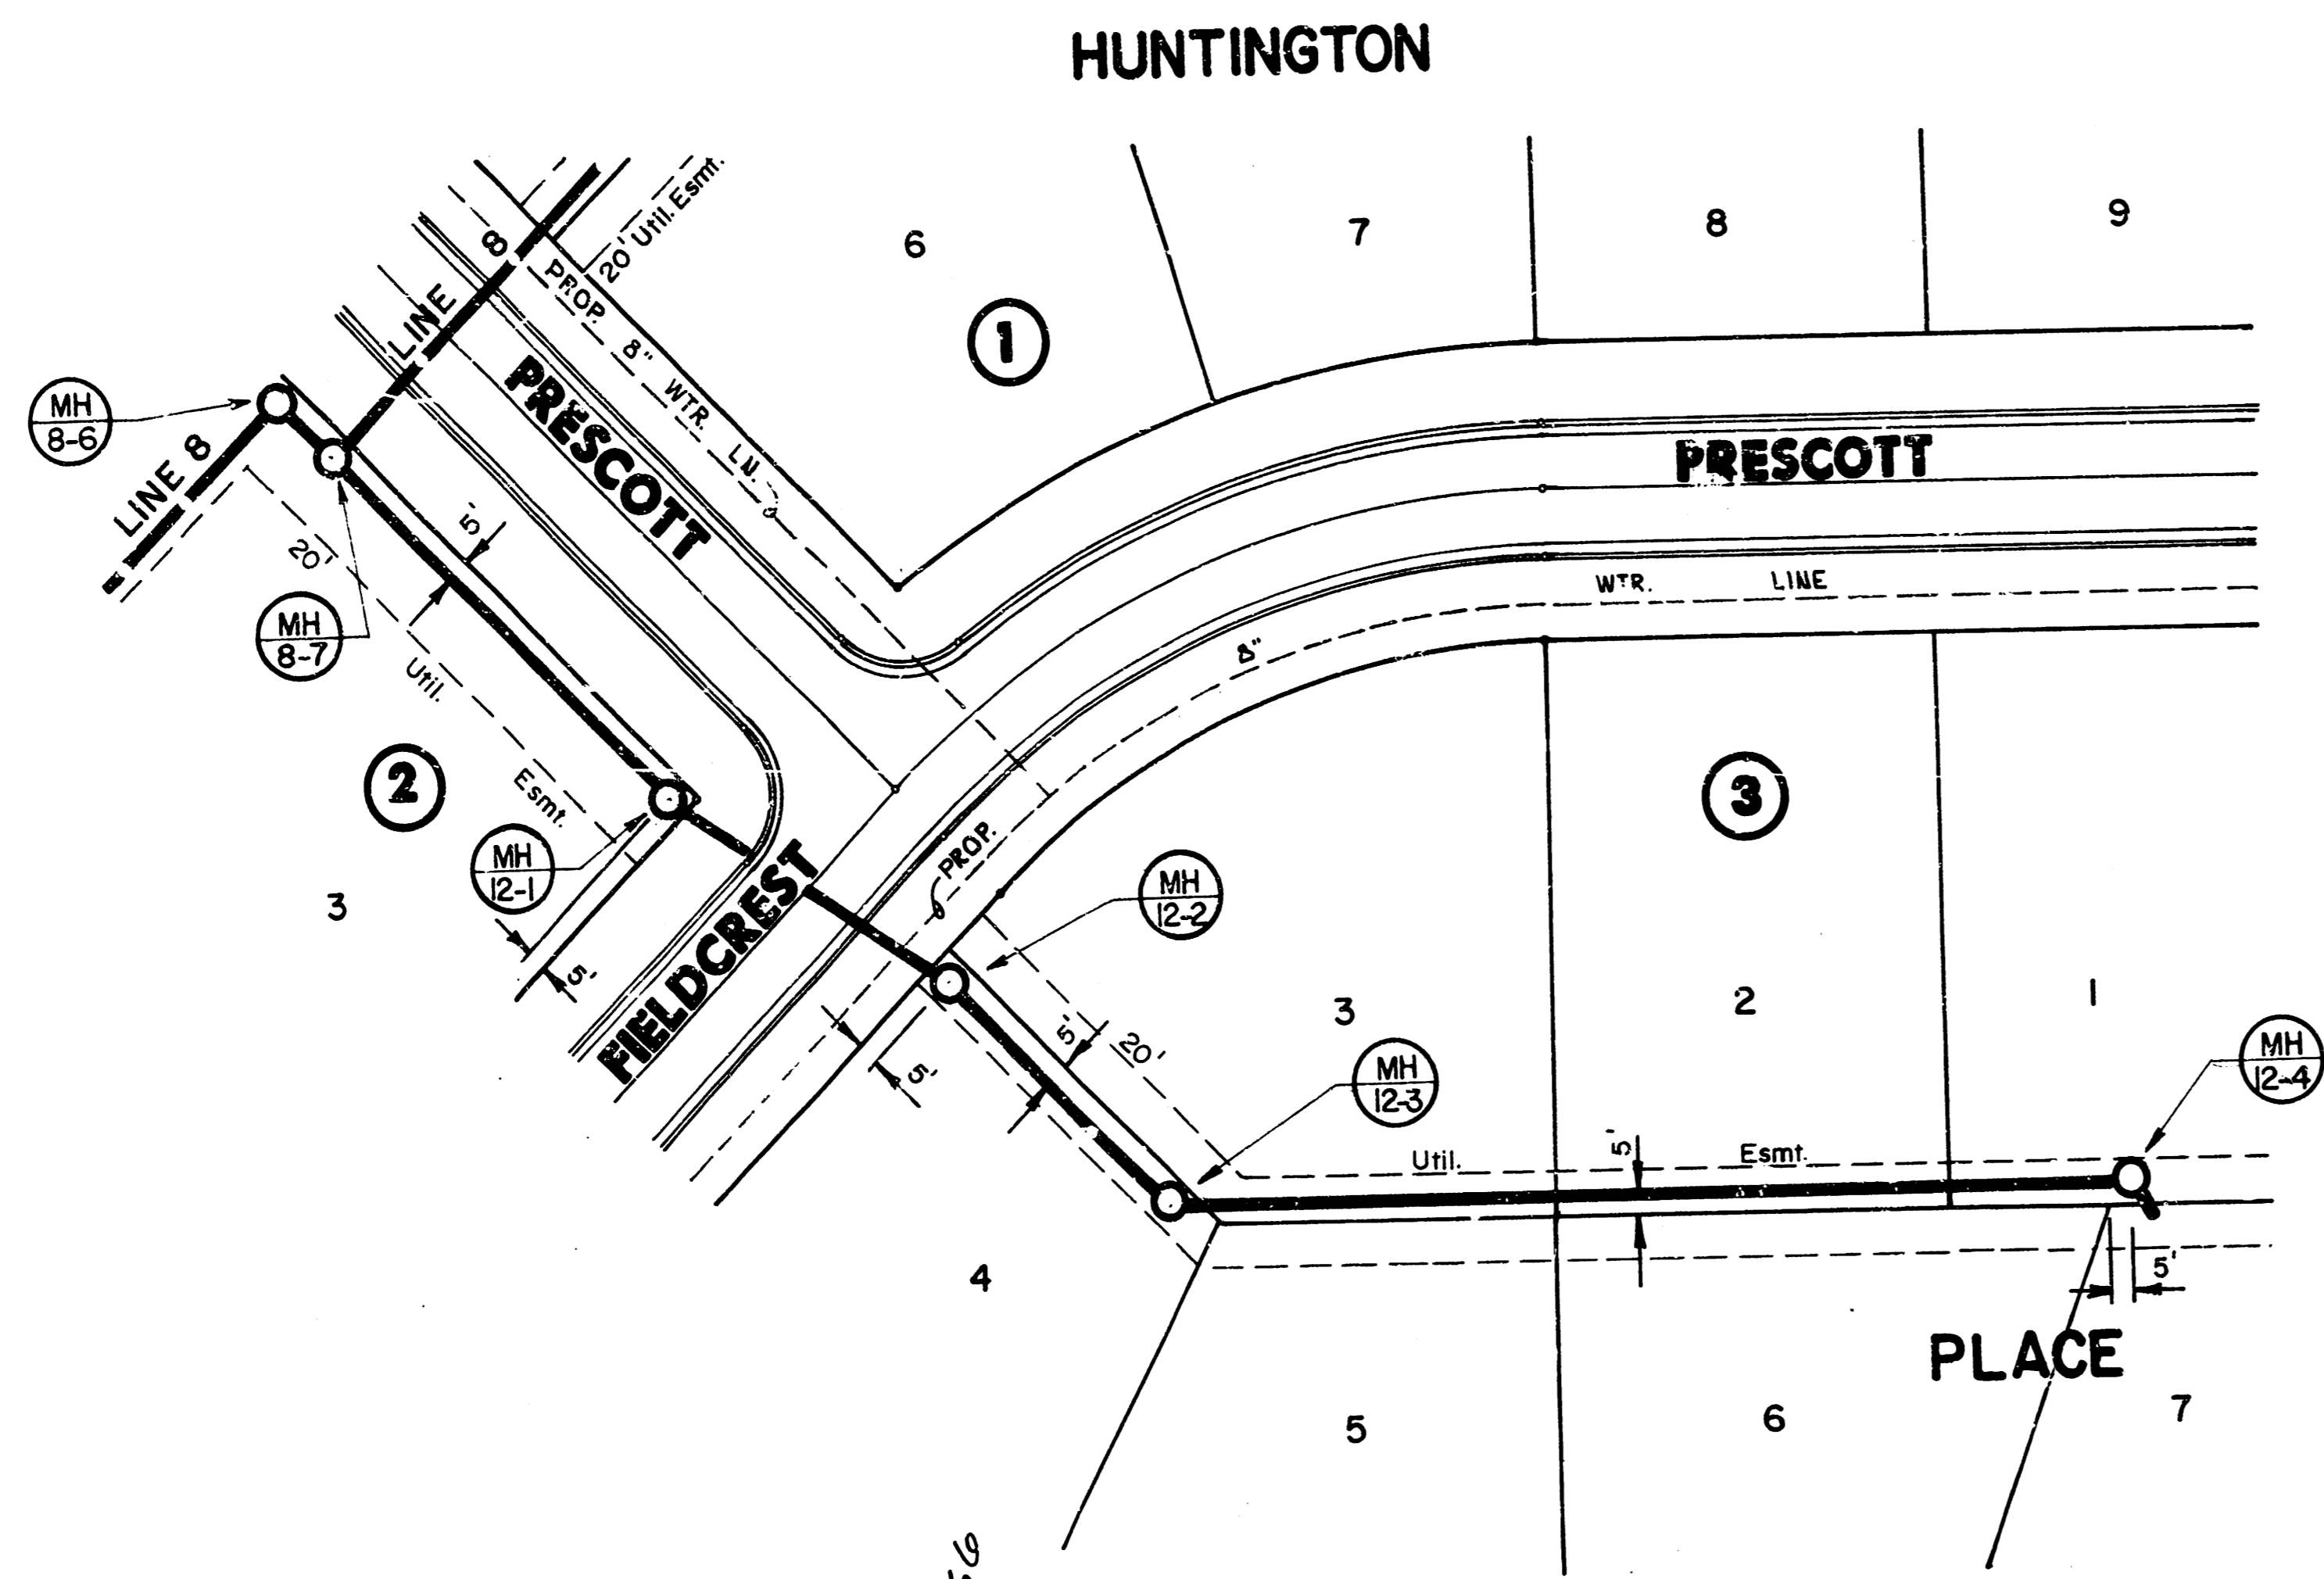 HUNTINGTON
20' Util. Esmt.
6
7
8
9
1
LINE 8
PROP. 8" WTR. LN.
PRESCOTT
PRESCOTT
MH
8-6
LINE 8
5'
20'
Util.
Esmt.
MH
8-7
WTR. LINE
8"
2
3
MH
12-1
5'
3
PROP.
MH
12-2
FIELDCREST
5'
5'
20'
3
2
1
MH
12-3
MH
12-4
Util.
5'
Esmt.
4
5'
PLACE
5
6
7